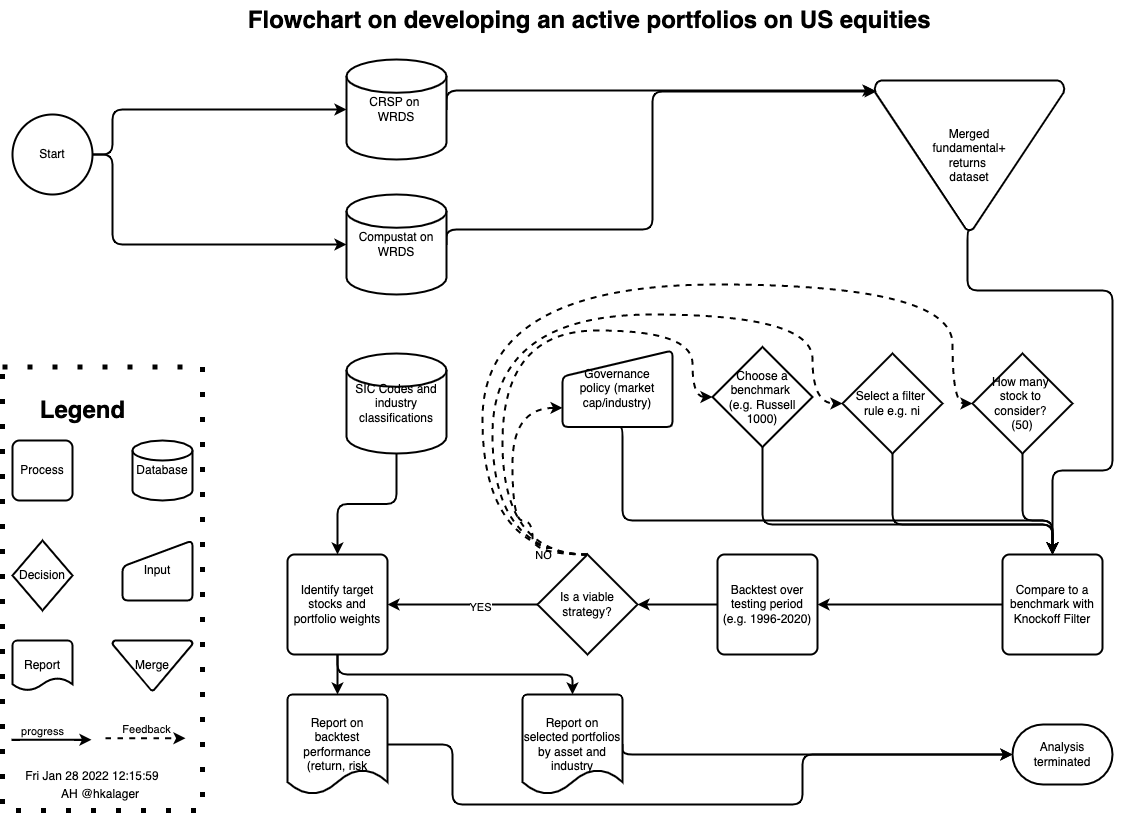 Flowchart on developing an active portfolios on US equities
Start
CRSP on
WRDS
Compustat on
WRDS
Merged
fundamental+
returns
dataset
SIC Codes and
industry
classifications
Governance
policy (market
cap/industry)
Choose a
benchmark
(e.g. Russell
1000)
Select a filter
rule e.g. ni
How many
stock to
consider?
(50)
NO
Identify target
stocks and
portfolio weights
YES
Is a viable
strategy?
Backtest over
testing period
(e.g. 1996-2020)
Compare to a
benchmark with
Knockoff Filter
Report on
backtest
performance
(return, risk
Report on
selected portfolios
by asset and
industry
Analysis
terminated
Legend
Process
Database
Decision
Input
Report
Merge
progress
Feedback
Fri Jan 28 2022 12:15:59
AH @hkalager